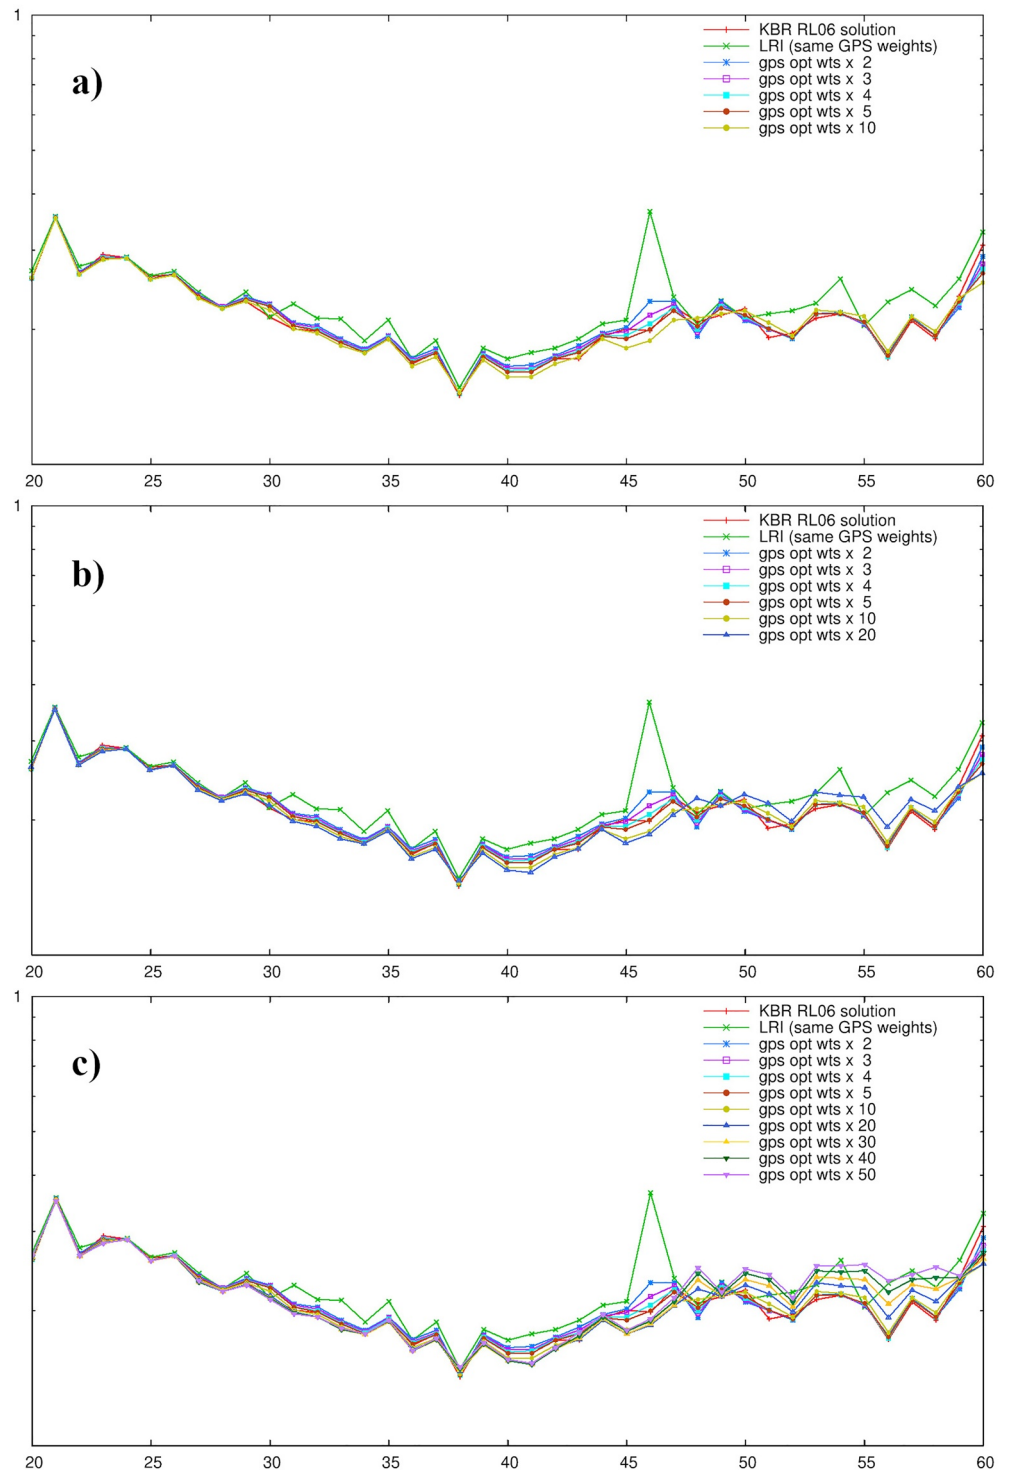 1
a)
KBR RL06 solution
LRI (same GPS weights)
gps opt wts x 2
gps opt wts x 3
gps opt wts x 4
gps opt wts x 5
gps opt wts x 10
20 25 30 35 40 45 50 55 60
1
b)
KBR RL06 solution
LRI (same GPS weights)
gps opt wts x 2
gps opt wts x 3
gps opt wts x 4
gps opt wts x 5
gps opt wts x 10
gps opt wts x 20
20 25 30 35 40 45 50 55 60
1
c)
KBR RL06 solution
LRI (same GPS weights)
gps opt wts x 2
gps opt wts x 3
gps opt wts x 4
gps opt wts x 5
gps opt wts x 10
gps opt wts x 20
gps opt wts x 30
gps opt wts x 40
gps opt wts x 50
20 25 30 35 40 45 50 55 60